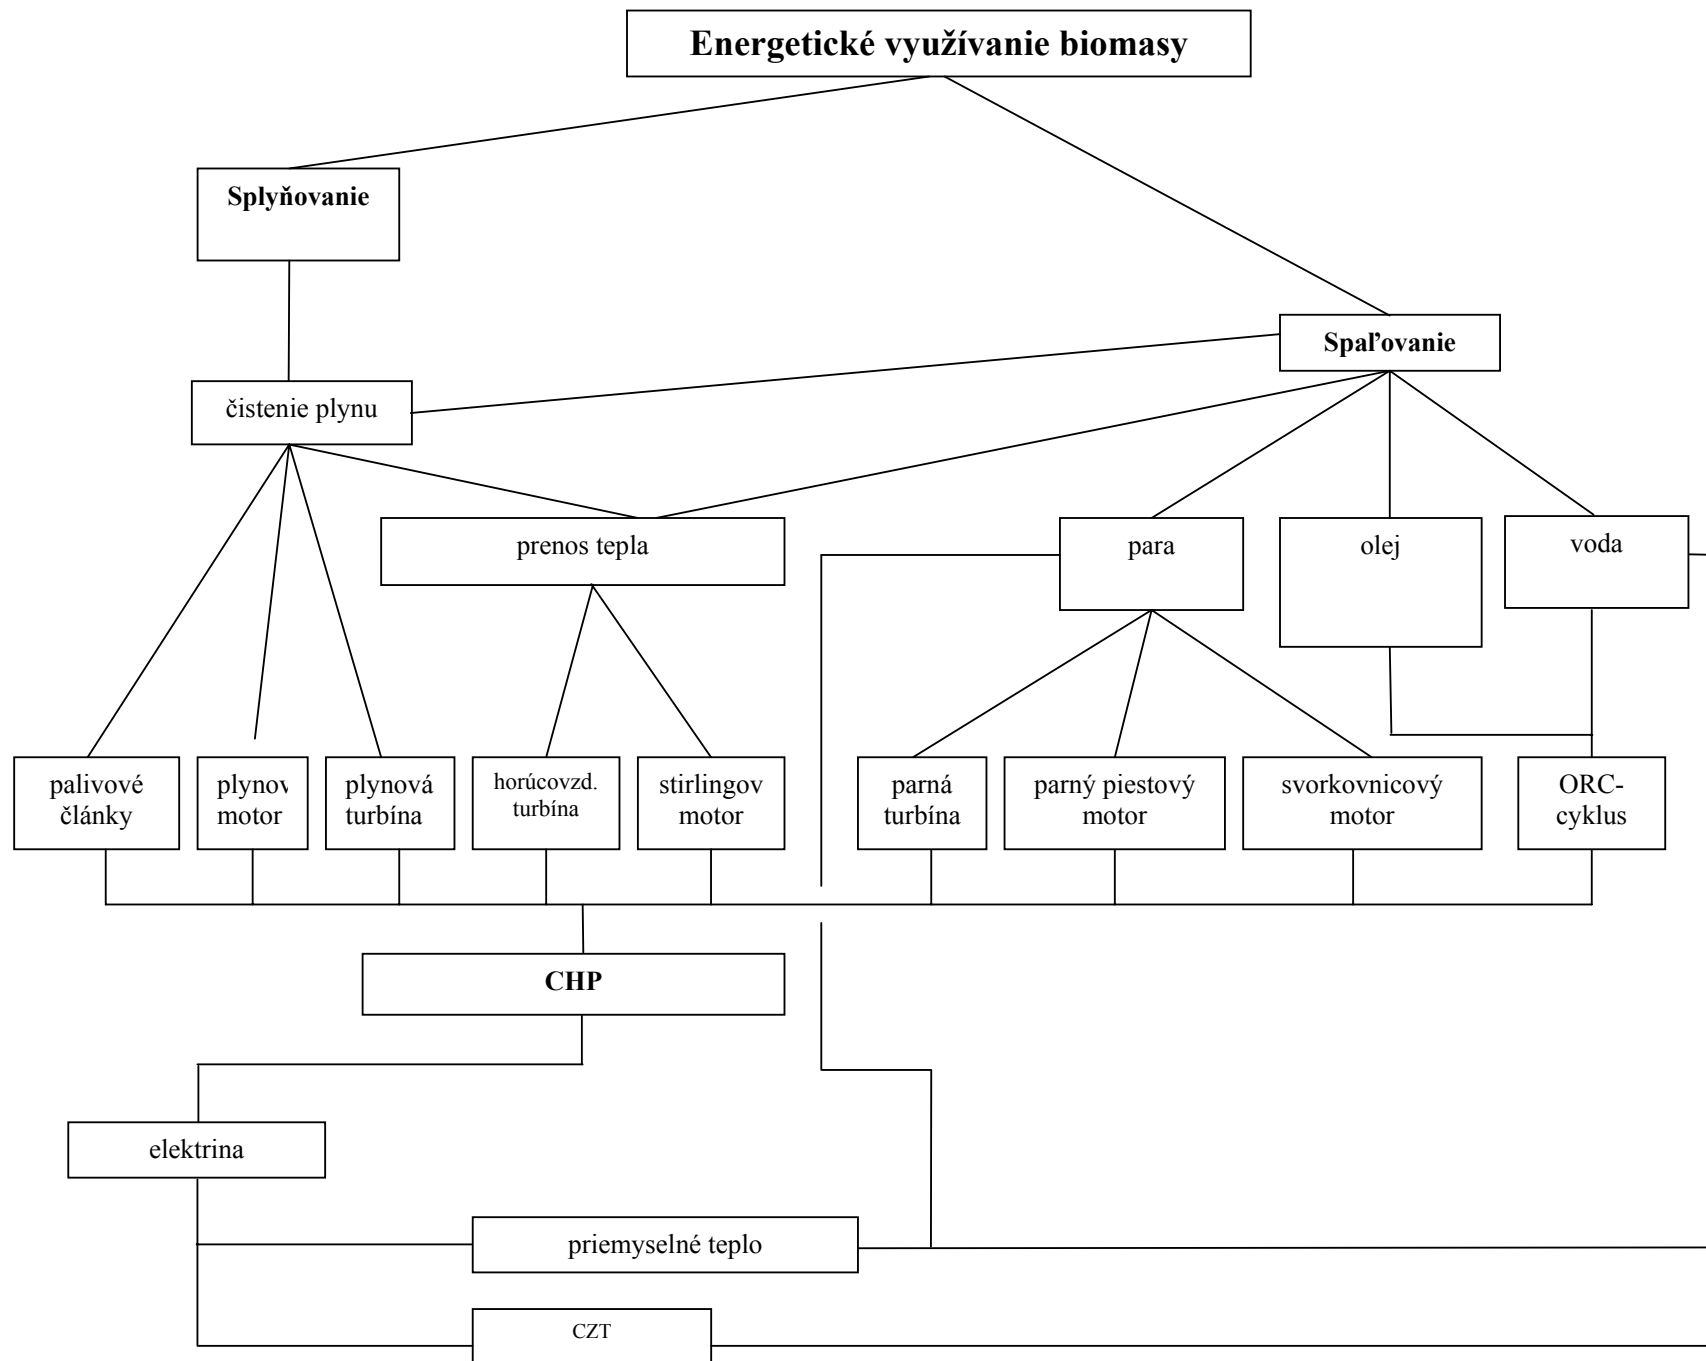 Energetické využívanie biomasy
Splyňovanie
Spaľovanie
čistenie plynu
prenos tepla
para
olej
voda
palivové
články
plynov
motor
plynová
turbína
horúcovzd.
turbína
stirlingov
motor
parná
turbína
parný piestový
motor
svorkovnicový
motor
ORC-
cyklus
CHP
elektrina
priemyselné teplo
CZT